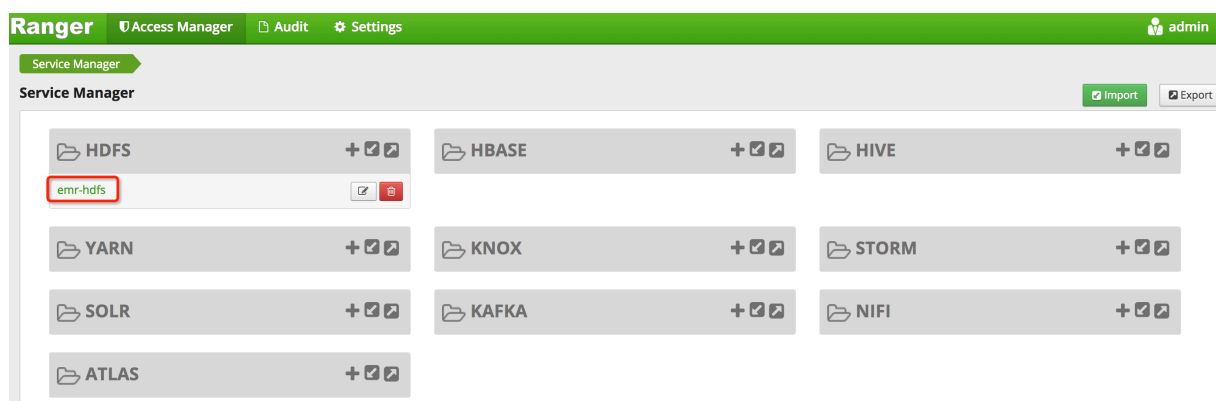 Ranger Access Manager Audit Settings admin
Service Manager
Service Manager Import Export
HDFS HBASE HIVE
emr-hdfs
YARN KNOX STORM
SOLR KAFKA NIFI
ATLAS